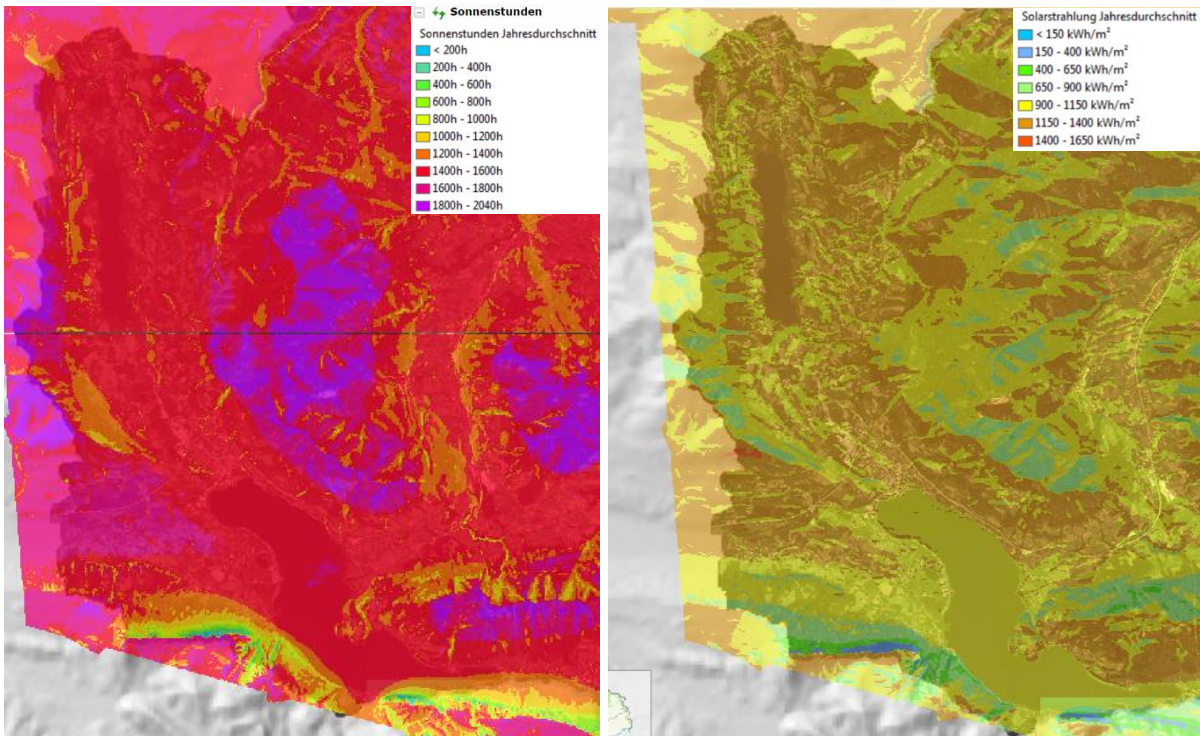 Sonnenstunden
Sonnenstunden Jahresdurchschnitt
< 200h
200h - 400h
400h - 600h
600h - 800h
800h - 1000h
1000h - 1200h
1200h - 1400h
1400h - 1600h
1600h - 1800h
1800h - 2040h
Solarstrahlung Jahresdurchschnitt
< 150 kWh/m²
150 - 400 kWh/m²
400 - 650 kWh/m²
650 - 900 kWh/m²
900 - 1150 kWh/m²
1150 - 1400 kWh/m²
1400 - 1650 kWh/m²